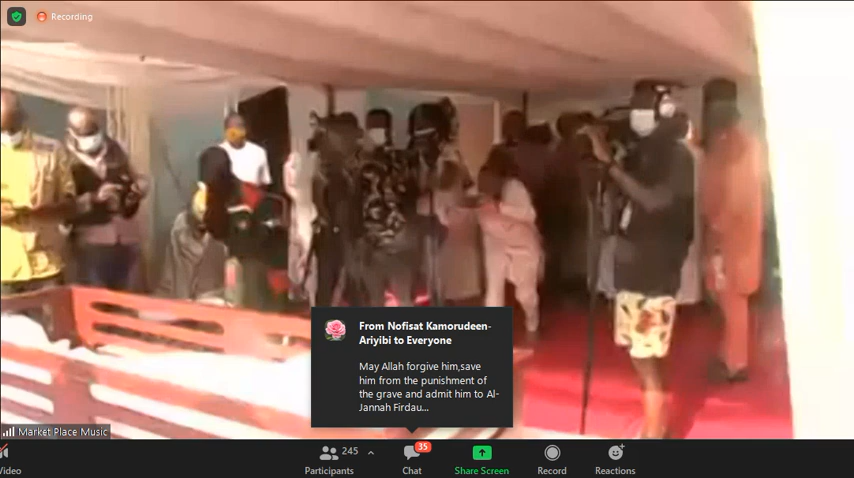 Recording
From Nofisat Kamorudeen-
Ariyibi to Everyone
May Allah forgive him,save
him from the punishment of
the grave and admit him to Al-
Jannah Firdau...
Market Place Music
245
35
Video
Participants
Chat
Share Screen
Record
Reactions